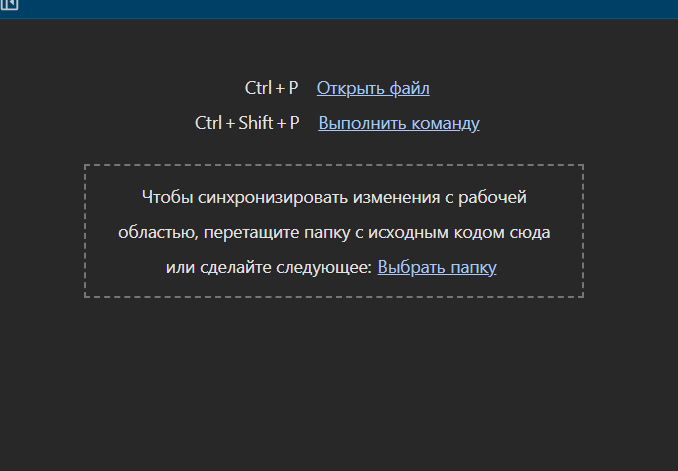 Ctrl + P Открыть файл
Ctrl + Shift + P Выполнить команду
Чтобы синхронизировать изменения с рабочей
областью, перетащите папку с исходным кодом сюда
или сделайте следующее: Выбрать папку